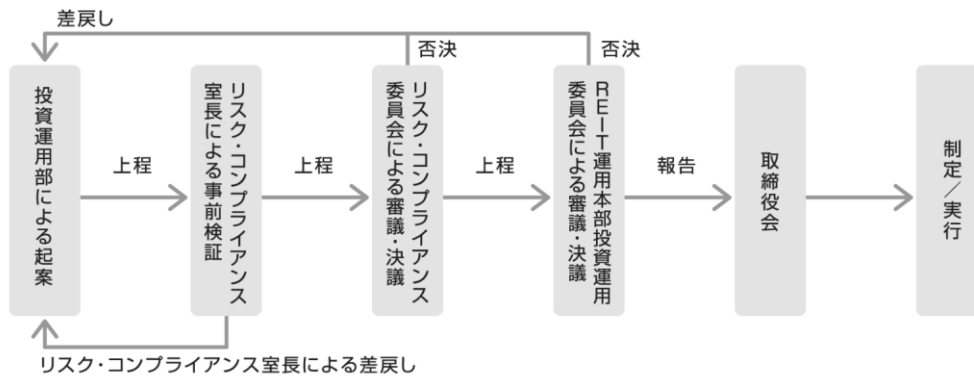 差戻し
否決
否決
投資運用部による起案
上程
リスク・コンプライアンス
室長による事前検証
上程
リスク・コンプライアンス
委員会による審議・決議
上程
REIT運用本部投資運用
委員会による審議・決議
報告
取締役会
制定／実行
リスク・コンプライアンス室長による差戻し